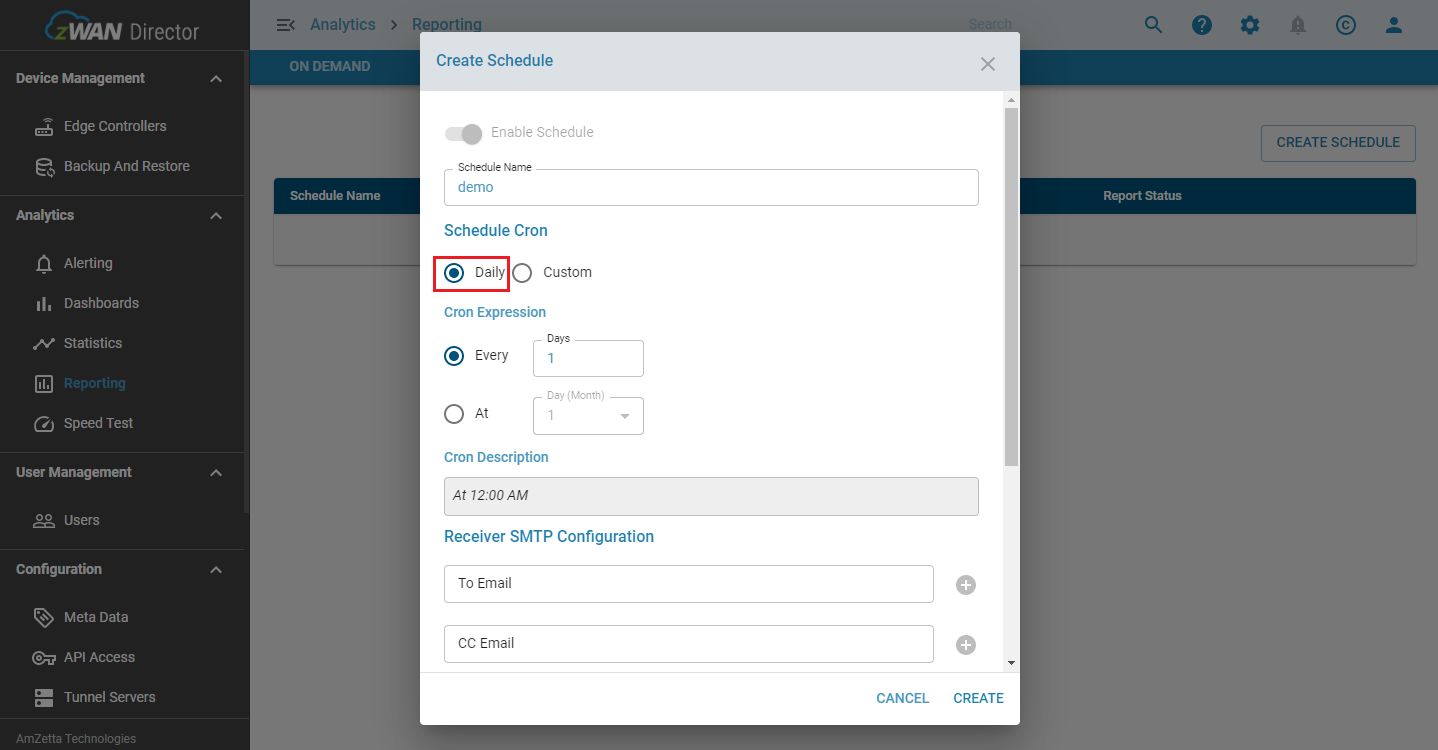 zWAN Director
Analytics > Reporting
Search
ON DEMAND
Device Management
Edge Controllers
Backup And Restore
Analytics
Alerting
Dashboards
Statistics
Reporting
Speed Test
User Management
Users
Configuration
Meta Data
API Access
Tunnel Servers
AmZetta Technologies
CREATE SCHEDULE
Schedule Name
Report Status
Create Schedule
Enable Schedule
Schedule Name
demo
Schedule Cron
Daily Custom
Cron Expression
Days
Every 1
Day (Month)
At 1
Cron Description
At 12:00 AM
Receiver SMTP Configuration
To Email
CC Email
CANCEL CREATE